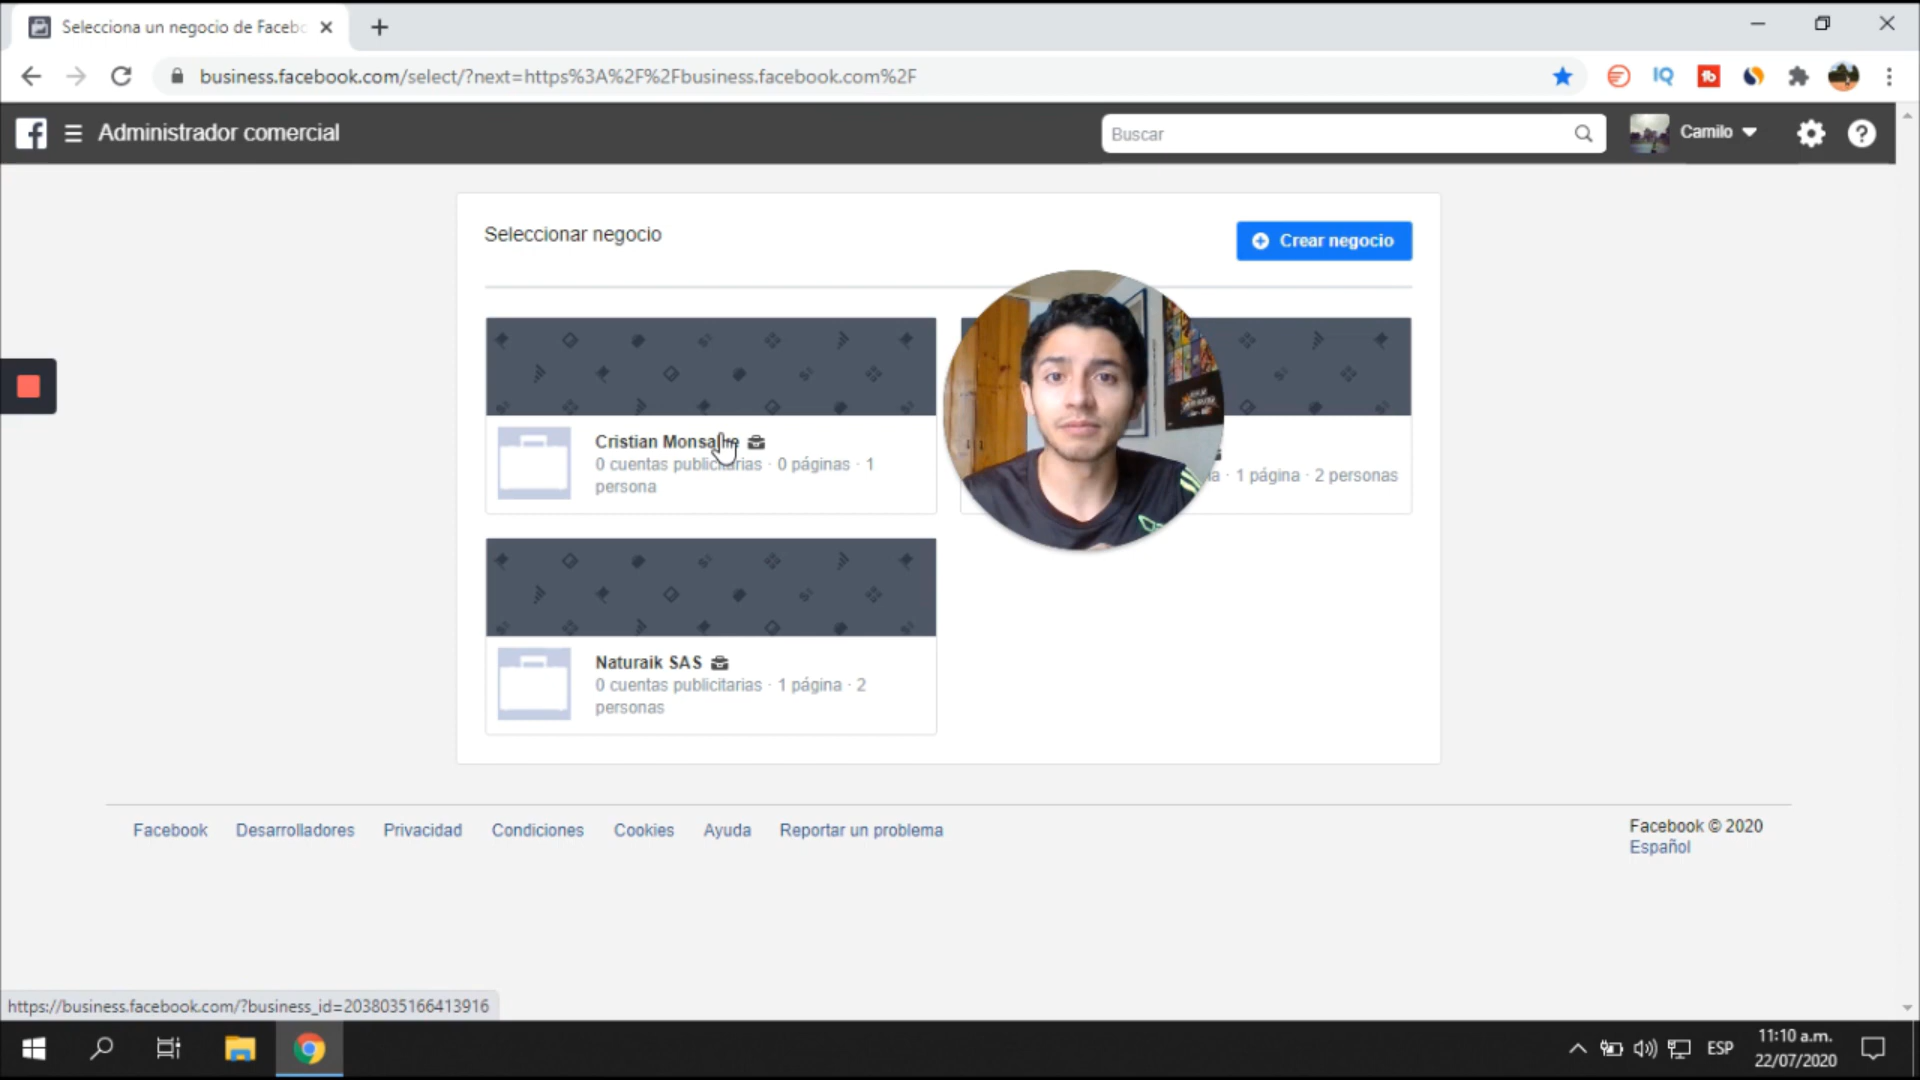 Selecciona un negocio de Facebo
business.facebook.com/select/?next=https%3A%2F%2Fbusiness.facebook.com%2F
IQ
Administrador comercial
Buscar
Camilo
Seleccionar negocio
Crear negocio
Cristian Monsalve
0 cuentas publicitarias · 0 páginas · 1
persona
ia · 1 página · 2 personas
Naturaik SAS
0 cuentas publicitarias · 1 página · 2
personas
Facebook
Desarrolladores
Privacidad
Condiciones
Cookies
Ayuda
Reportar un problema
Facebook © 2020
Español
https://business.facebook.com/?business_id=2038035166413916
ESP
11:10 a.m.
22/07/2020